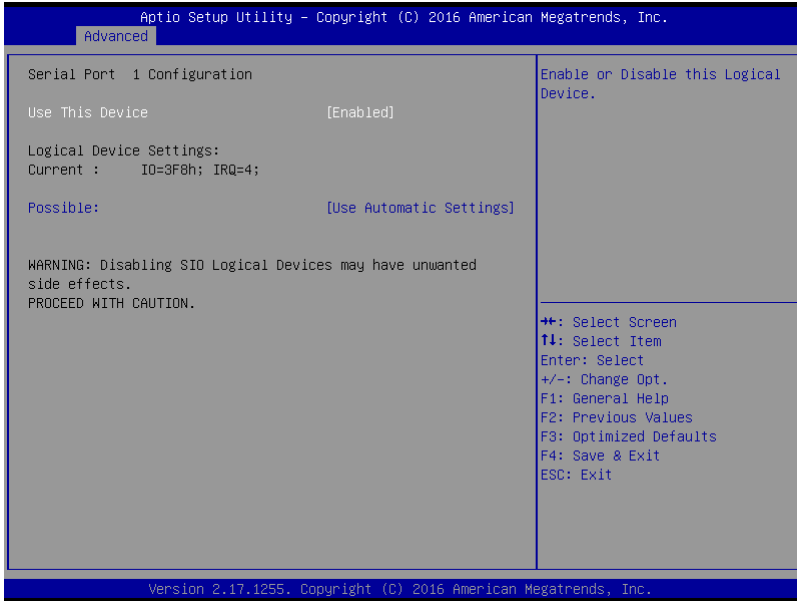 Aptio Setup Utility – Copyright (C) 2016 American Megatrends, Inc.
Advanced
Serial Port 1 Configuration
Use This Device [Enabled]
Logical Device Settings:
Current : IO=3F8h; IRQ=4;
Possible: [Use Automatic Settings]
WARNING: Disabling SIO Logical Devices may have unwanted
side effects.
PROCEED WITH CAUTION.
Enable or Disable this Logical
Device.
→←: Select Screen
↑↓: Select Item
Enter: Select
+/-: Change Opt.
F1: General Help
F2: Previous Values
F3: Optimized Defaults
F4: Save & Exit
ESC: Exit
Version 2.17.1255. Copyright (C) 2016 American Megatrends, Inc.